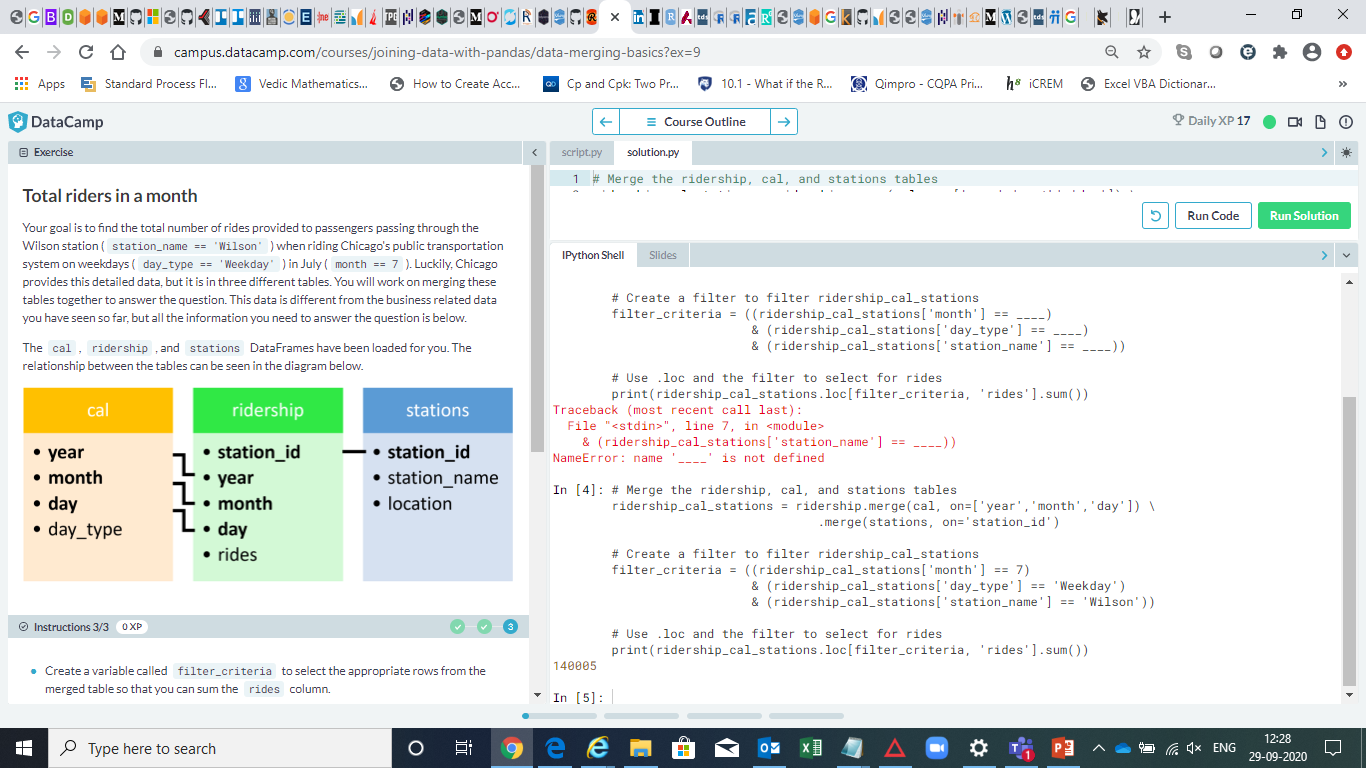 campus.datacamp.com/courses/joining-data-with-pandas/data-merging-basics?ex=9
Apps
Standard Process Fl...
Vedic Mathematics...
How to Create Acc...
Cp and Cpk: Two Pr...
10.1 - What if the R...
Qimpro - CQPA Pri...
iCREM
Excel VBA Dictionar...
»
DataCamp
Course Outline
Daily XP 17
Exercise
Total riders in a month
Your goal is to find the total number of rides provided to passengers passing through the
Wilson station ( station_name == 'Wilson' ) when riding Chicago's public transportation
system on weekdays ( day_type == 'Weekday' ) in July ( month == 7 ). Luckily, Chicago
provides this detailed data, but it is in three different tables. You will work on merging these
tables together to answer the question. This data is different from the business related data
you have seen so far, but all the information you need to answer the question is below.
The cal , ridership , and stations DataFrames have been loaded for you. The
relationship between the tables can be seen in the diagram below.
cal
• year
• month
• day
• day_type
ridership
• station_id
• year
• month
• day
• rides
stations
• station_id
• station_name
• location
Instructions 3/3 0 XP
3
• Create a variable called filter_criteria to select the appropriate rows from the
merged table so that you can sum the rides column.
script.py
solution.py
1 # Merge the ridership, cal, and stations tables
Run Code
Run Solution
IPython Shell
Slides
# Create a filter to filter ridership_cal_stations
filter_criteria = ((ridership_cal_stations['month'] == ____)
& (ridership_cal_stations['day_type'] == ____)
& (ridership_cal_stations['station_name'] == ____))
# Use .loc and the filter to select for rides
print(ridership_cal_stations.loc[filter_criteria, 'rides'].sum())
Traceback (most recent call last):
File "<stdin>", line 7, in <module>
& (ridership_cal_stations['station_name'] == ____))
NameError: name '____' is not defined
In [4]: # Merge the ridership, cal, and stations tables
ridership_cal_stations = ridership.merge(cal, on=['year','month','day']) \
.merge(stations, on='station_id')
# Create a filter to filter ridership_cal_stations
filter_criteria = ((ridership_cal_stations['month'] == 7)
& (ridership_cal_stations['day_type'] == 'Weekday')
& (ridership_cal_stations['station_name'] == 'Wilson'))
# Use .loc and the filter to select for rides
print(ridership_cal_stations.loc[filter_criteria, 'rides'].sum())
140005
In [5]:
Type here to search
ENG
12:28
29-09-2020